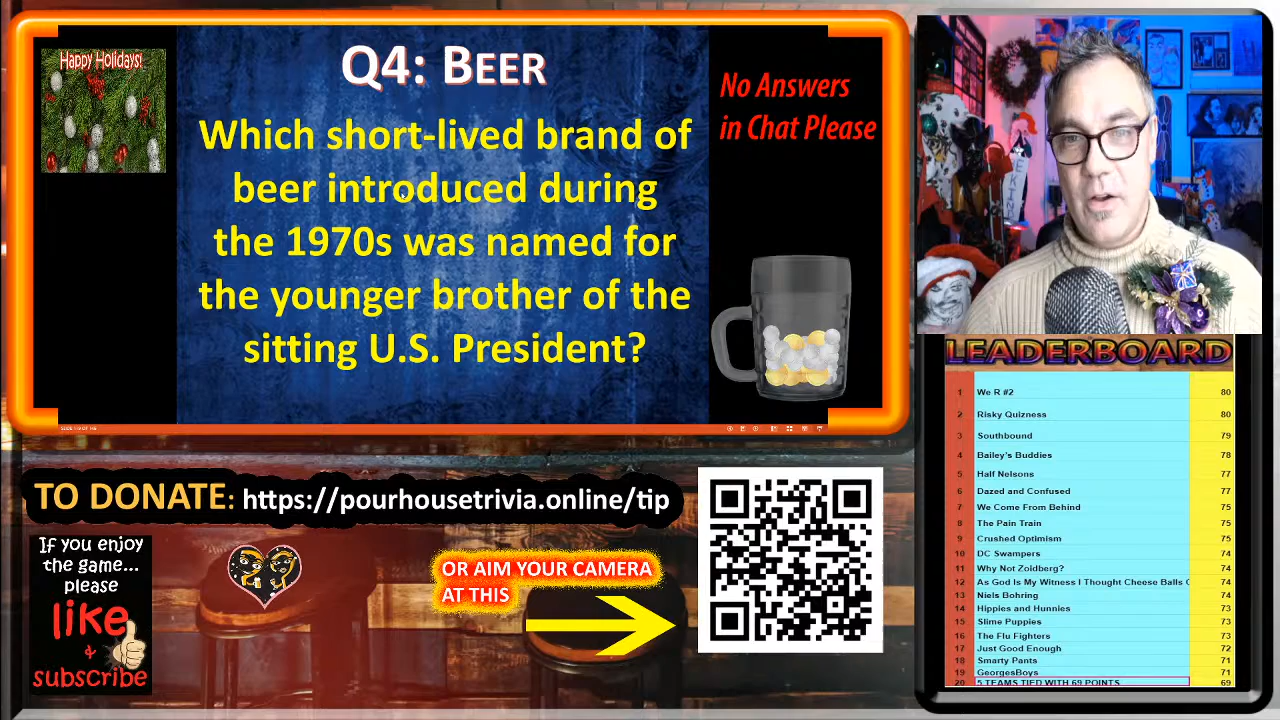 Happy Holidays!
Q4: BEER
Which short-lived brand of
beer introduced during
the 1970s was named for
the younger brother of the
sitting U.S. President?
No Answers
in Chat Please
TO DONATE: https://pourhousetrivia.online/tip
If you enjoy
the game...
please
like
&
subscribe
OR AIM YOUR CAMERA
AT THIS
LEADERBOARD
1 We R #2 80
2 Risky Quizness 80
3 Southbound 79
4 Bailey's Buddies 78
5 Half Nelsons 77
6 Dazed and Confused 77
7 We Come From Behind 75
8 The Pain Train 75
9 Crushed Optimism 75
10 DC Swampers 74
11 Why Not Zoidberg? 74
12 As God Is My Witness I Thought Cheese Balls 74
13 Niels Bohring 74
14 Hippies and Hunnies 73
15 Slime Puppies 73
16 The Flu Fighters 73
17 Just Good Enough 72
18 Smarty Pants 71
19 GeorgesBoys 71
20 5 TEAMS TIED WITH 69 POINTS 69